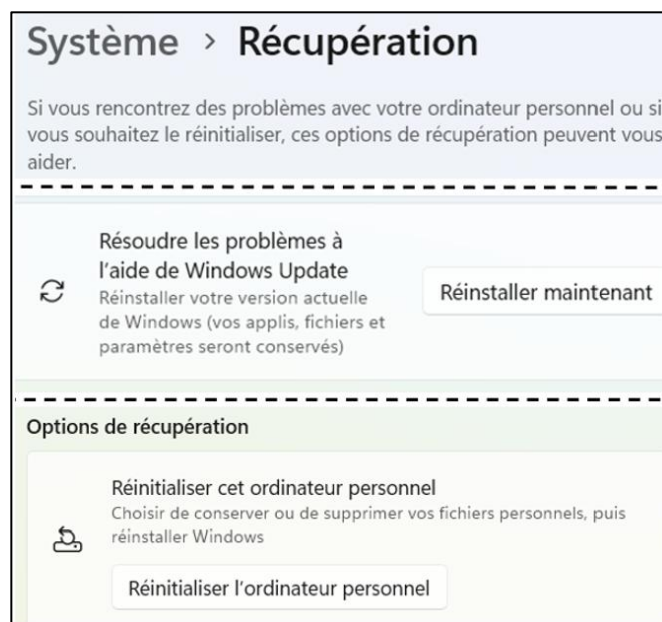 Système > Récupération
Si vous rencontrez des problèmes avec votre ordinateur personnel ou si
vous souhaitez le réinitialiser, ces options de récupération peuvent vous
aider.
Résoudre les problèmes à
l'aide de Windows Update
Réinstaller votre version actuelle
de Windows (vos applis, fichiers et
paramètres seront conservés)
Réinstaller maintenant
Options de récupération
Réinitialiser cet ordinateur personnel
Choisir de conserver ou de supprimer vos fichiers personnels, puis
réinstaller Windows
Réinitialiser l'ordinateur personnel